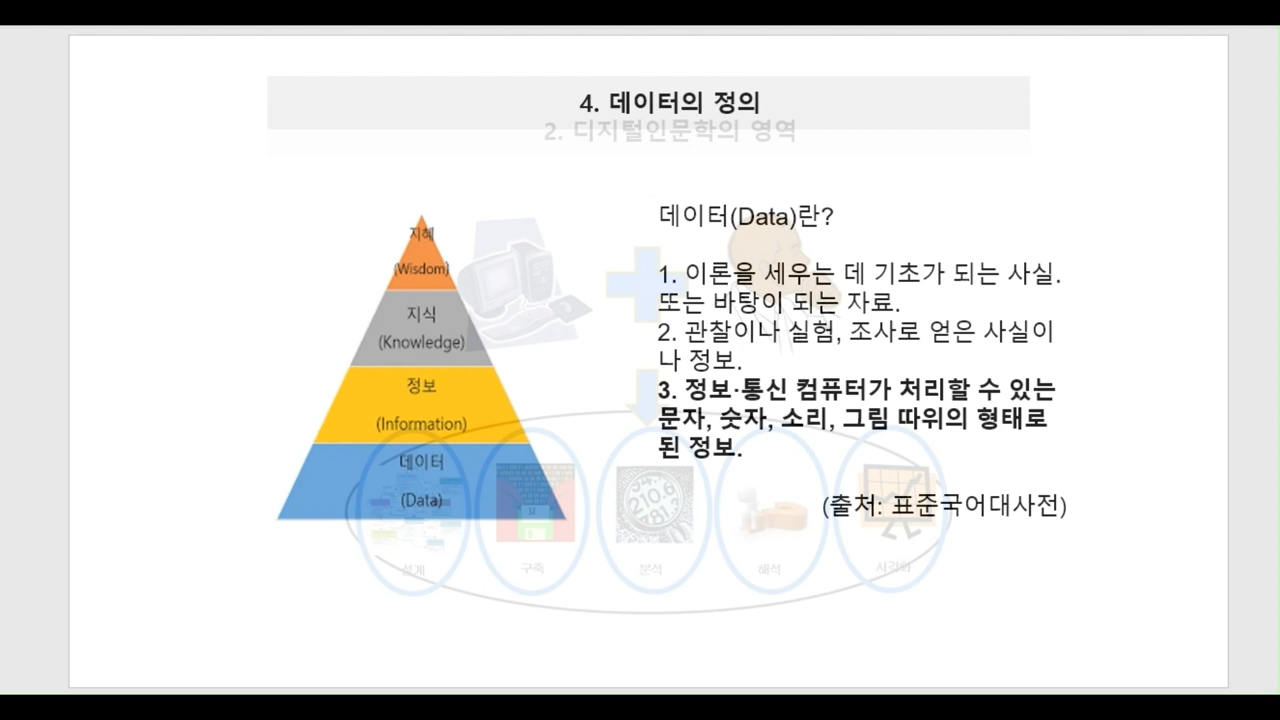 4. 데이터의 정의
2. 디지털인문학의 영역
지혜
(Wisdom)
지식
(Knowledge)
정보
(Information)
데이터
(Data)
데이터(Data)란?
1. 이론을 세우는 데 기초가 되는 사실.
또는 바탕이 되는 자료.
2. 관찰이나 실험, 조사로 얻은 사실이
나 정보.
3. 정보·통신 컴퓨터가 처리할 수 있는
문자, 숫자, 소리, 그림 따위의 형태로
된 정보.
(출처: 표준국어대사전)
설계 구축 분석 해석 시각화